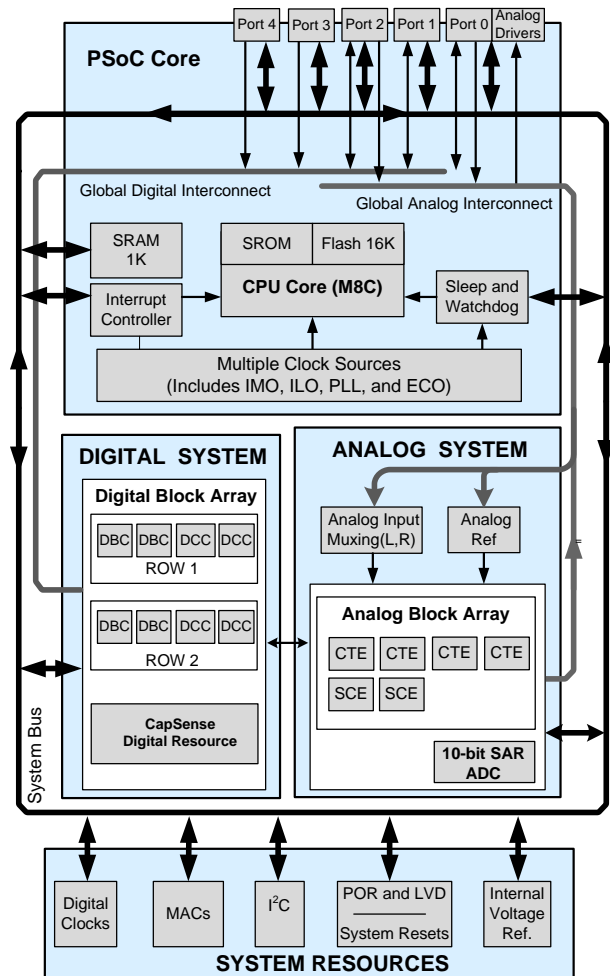 Port 4
Port 3
Port 2
Port 1
Port 0
Analog
Drivers
PSoC Core
Global Digital Interconnect
Global Analog Interconnect
SRAM
1K
SROM
Flash 16K
CPU Core (M8C)
Interrupt
Controller
Sleep and
Watchdog
Multiple Clock Sources
(Includes IMO, ILO, PLL, and ECO)
DIGITAL SYSTEM
Digital Block Array
DBC DBC DCC DCC
ROW 1
DBC DBC DCC DCC
ROW 2
CapSense
Digital Resource
ANALOG SYSTEM
Analog Input
Muxing(L,R)
Analog
Ref
Analog Block Array
CTE CTE CTE CTE
SCE SCE
10-bit SAR
ADC
System Bus
Digital
Clocks
MACs
I²C
POR and LVD
System Resets
Internal
Voltage
Ref.
SYSTEM RESOURCES